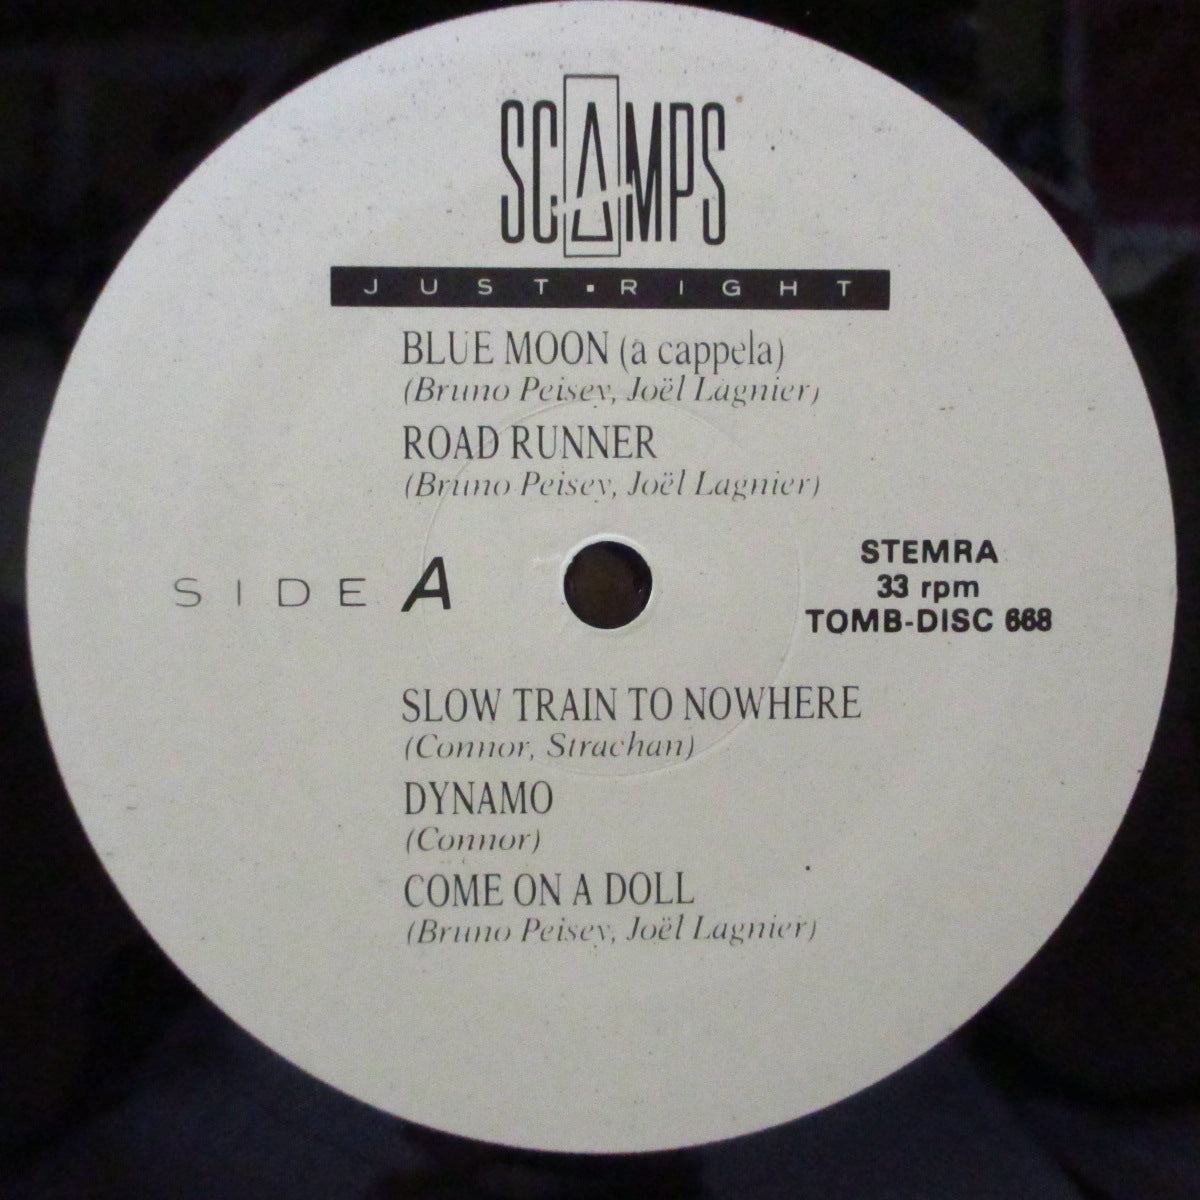 SCAMPS
JUST·RIGHT
BLUE MOON (a cappela)
(Bruno Peisey, Joël Lagnier)
ROAD RUNNER
(Bruno Peisey, Joël Lagnier)
SIDE A
STEMRA
33 rpm
TOMB-DISC 668
SLOW TRAIN TO NOWHERE
(Connor, Strachan)
DYNAMO
(Connor)
COME ON A DOLL
(Bruno Peisey, Joël Lagnier)